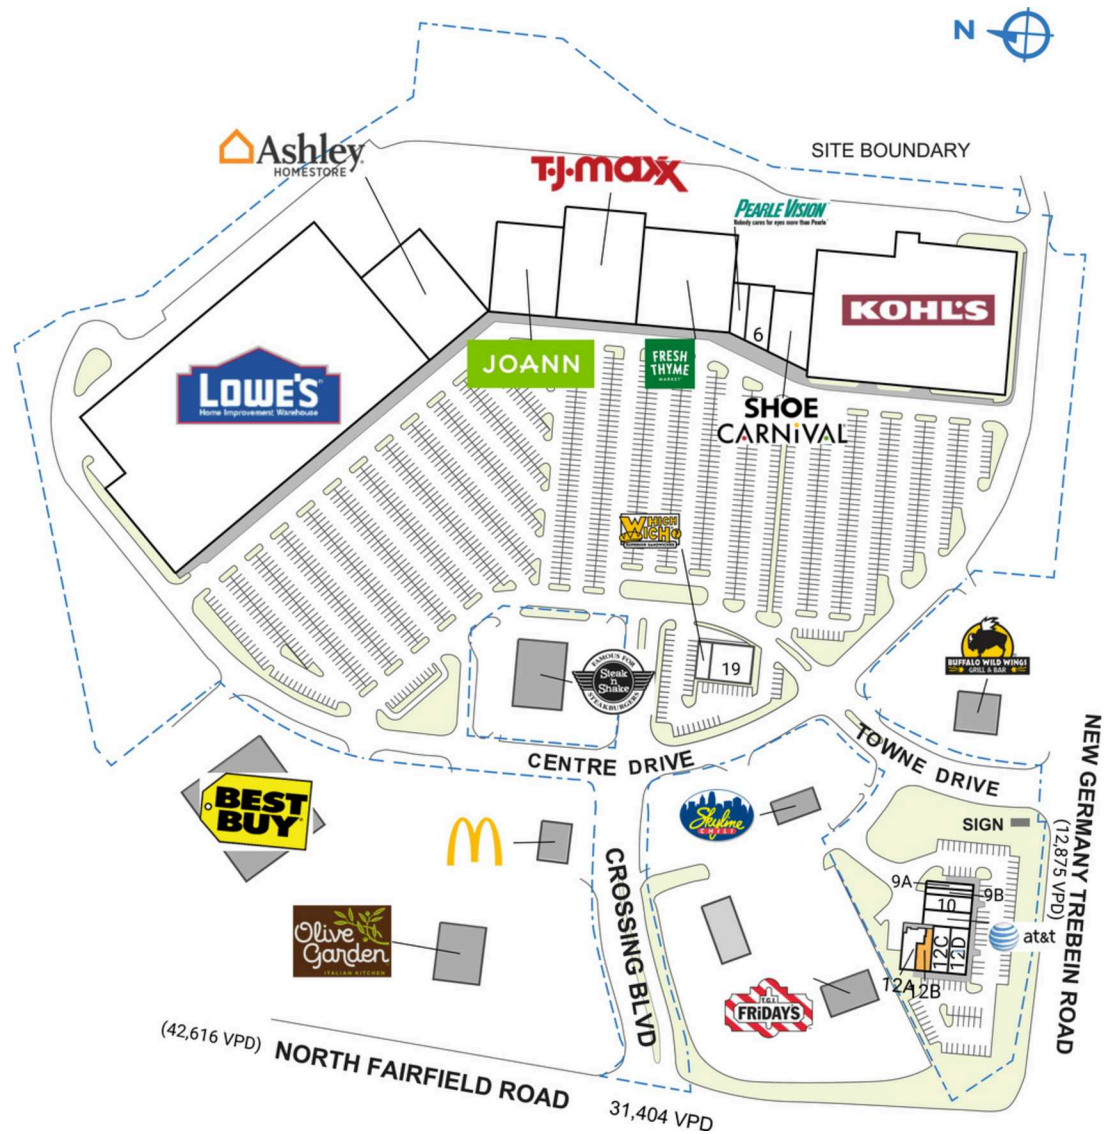 N
SITE BOUNDARY
Ashley
HOMESTORE
T·J·maxx
PEARLE VISION
Nobody cares for eyes more than Pearle
KOHL'S
6
LOWE'S
Home Improvement Warehouse
JOANN
FRESH
THYME
MARKET
SHOE
CARNiVAL
WHICH
WICH?
SUPERIOR SANDWICHES
19
FAMOUS FOR
Steak
n
Shake
STEAKBURGERS
BUFFALO WILD WINGS
GRILL & BAR
CENTRE DRIVE
TOWNE DRIVE
NEW GERMANY TREBEIN ROAD
(12,875 VPD)
BEST
BUY
Skyline
CHILI
SIGN
CROSSING BLVD
9A
9B
10
at&t
12C
12D
12A
12B
Olive
Garden
ITALIAN KITCHEN
T.G.I.
FRiDAY'S
(42,616 VPD)
NORTH FAIRFIELD ROAD
31,404 VPD